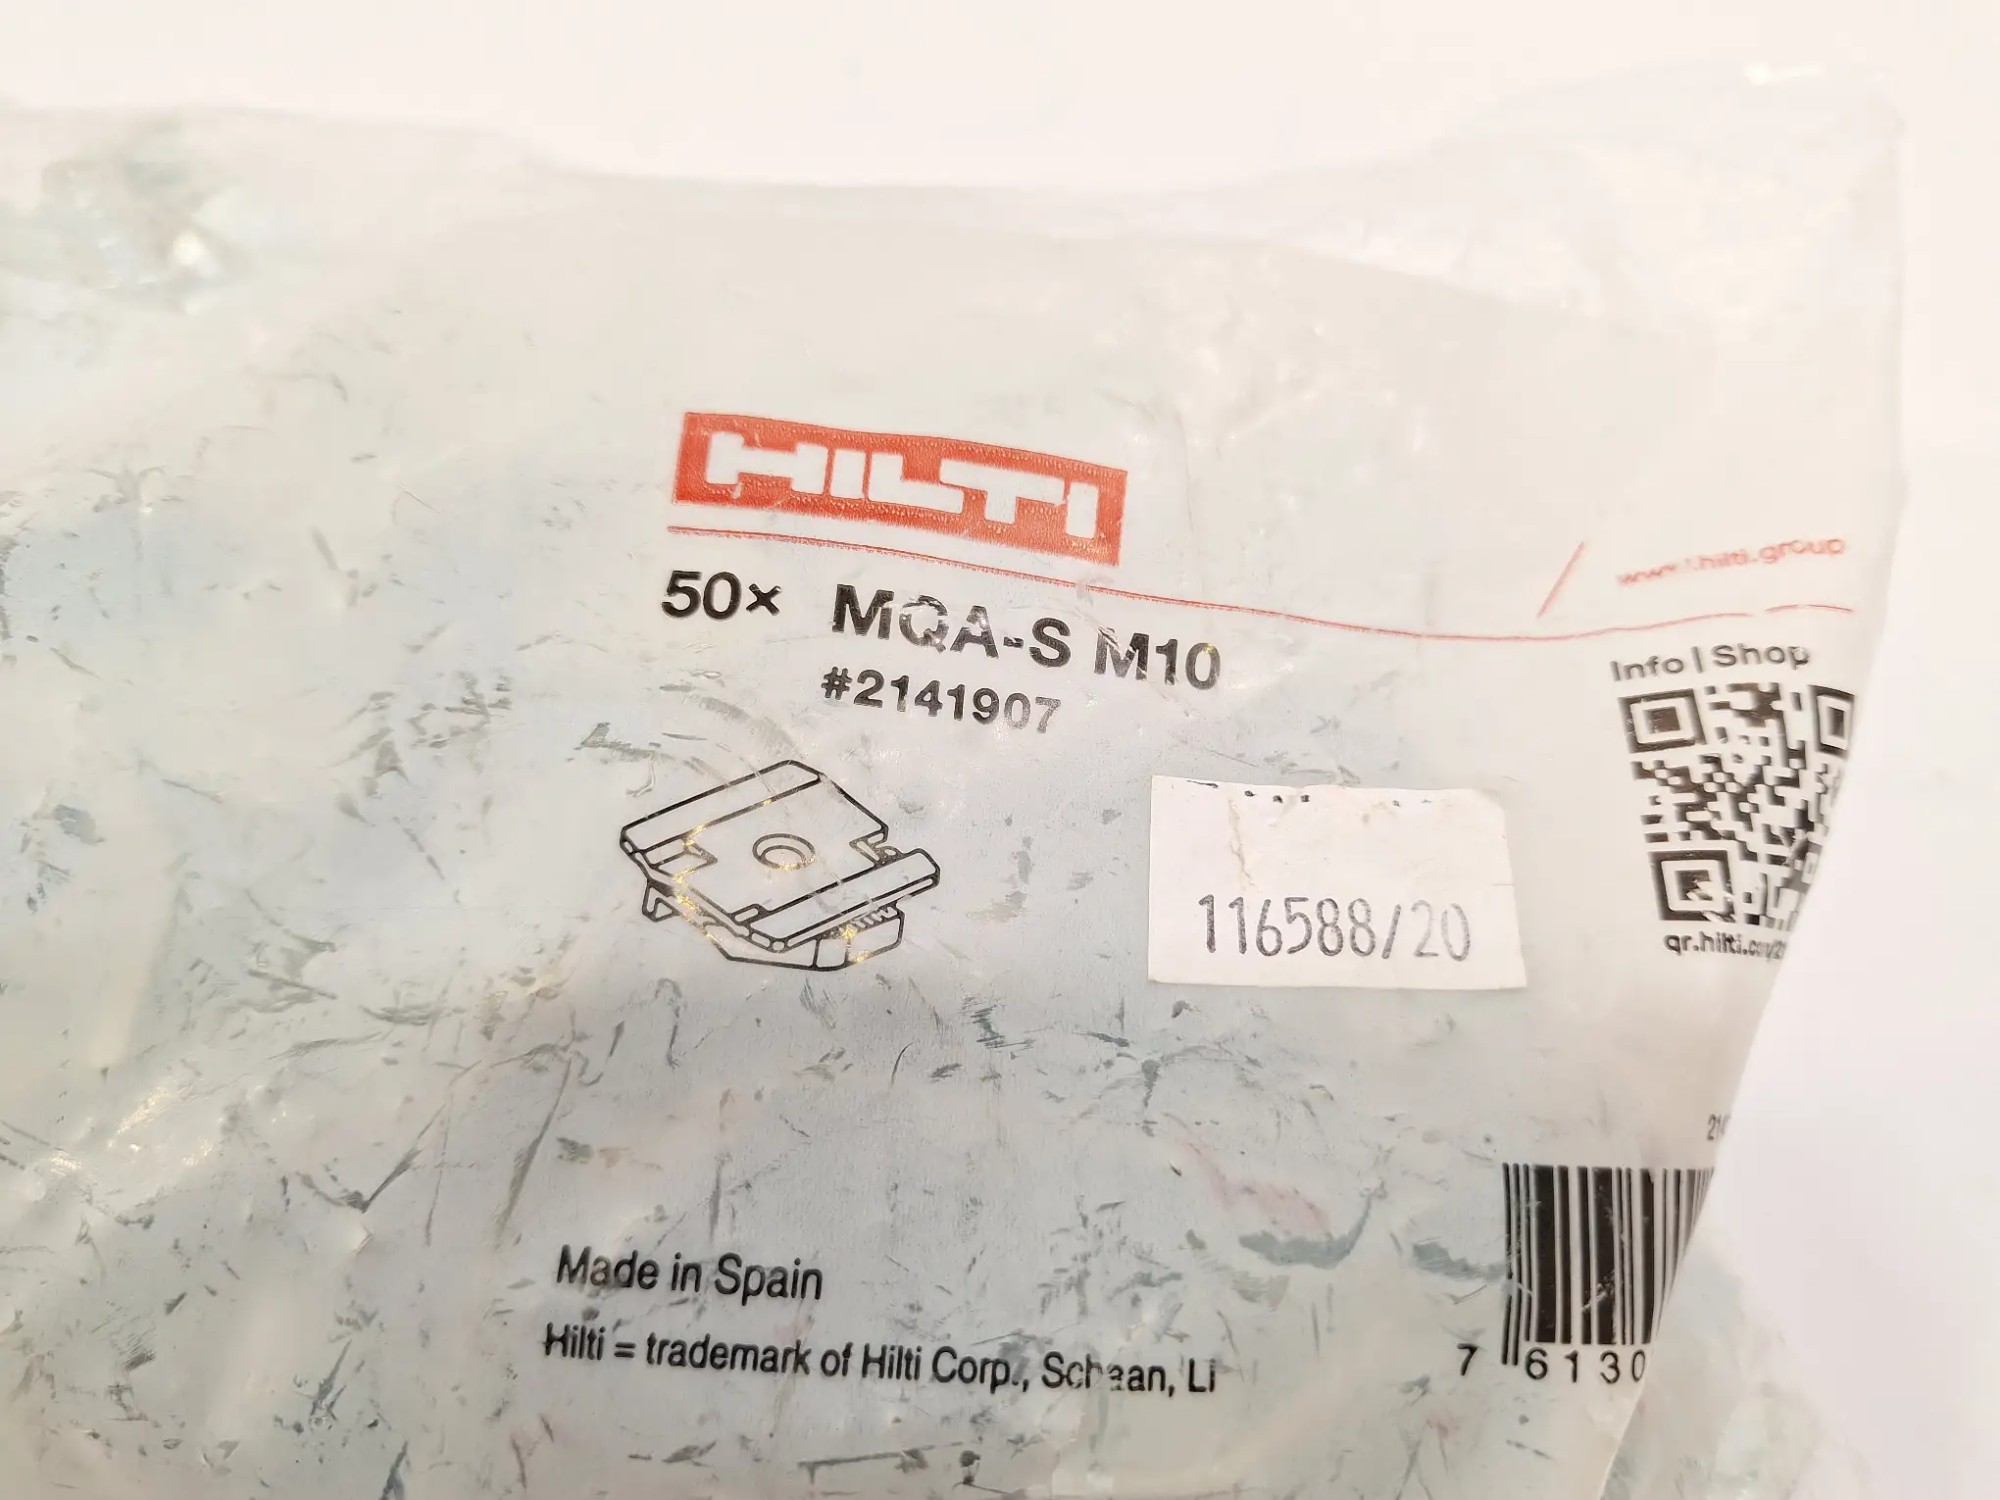 HILTI
www.hilti.group
50x MQA-S M10
#2141907
Info | Shop
116588/20
Made in Spain
Hilti = trademark of Hilti Corp., Schaan, Li
7 6130